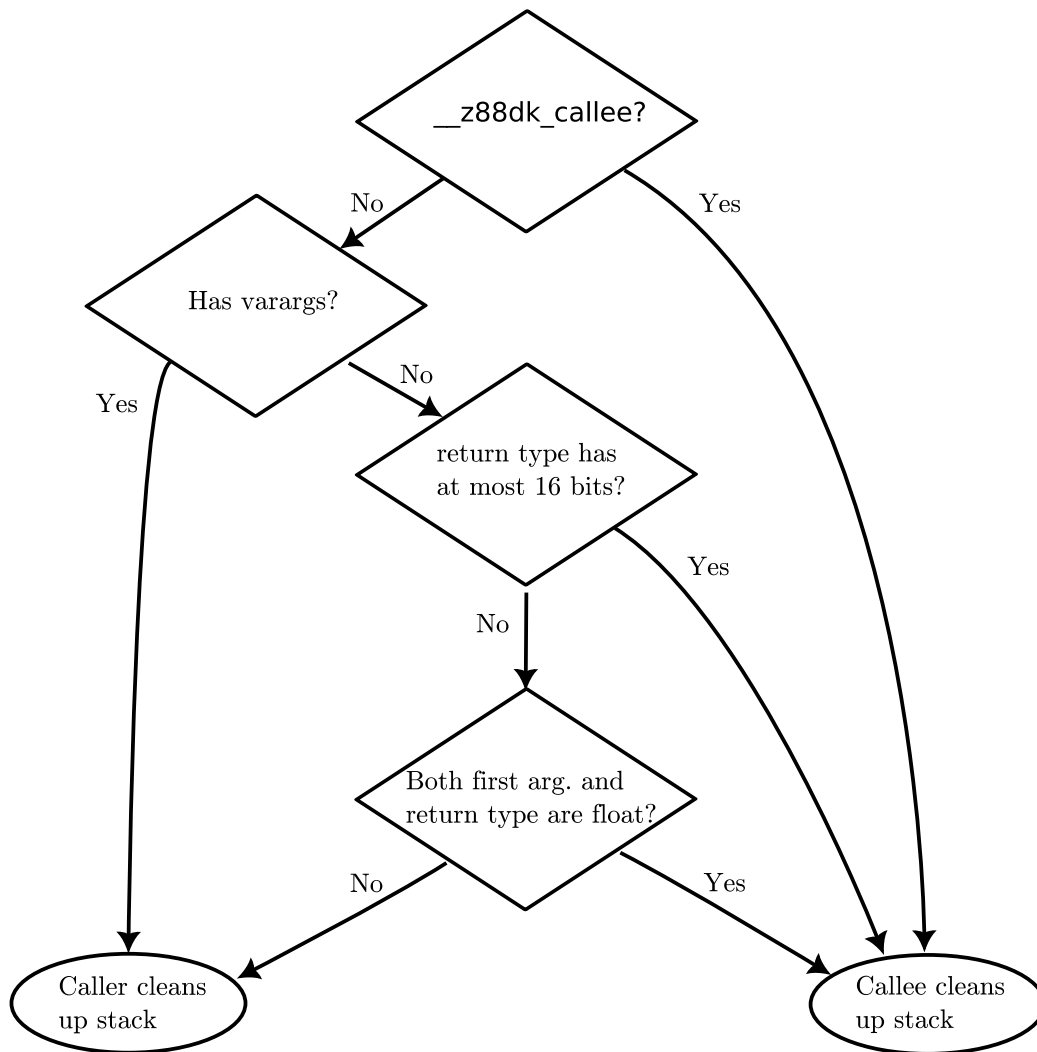 __z88dk_callee?
No
Yes
Has varargs?
No
Yes
return type has
at most 16 bits?
Yes
No
Both first arg. and
return type are float?
No
Yes
Caller cleans
up stack
Callee cleans
up stack